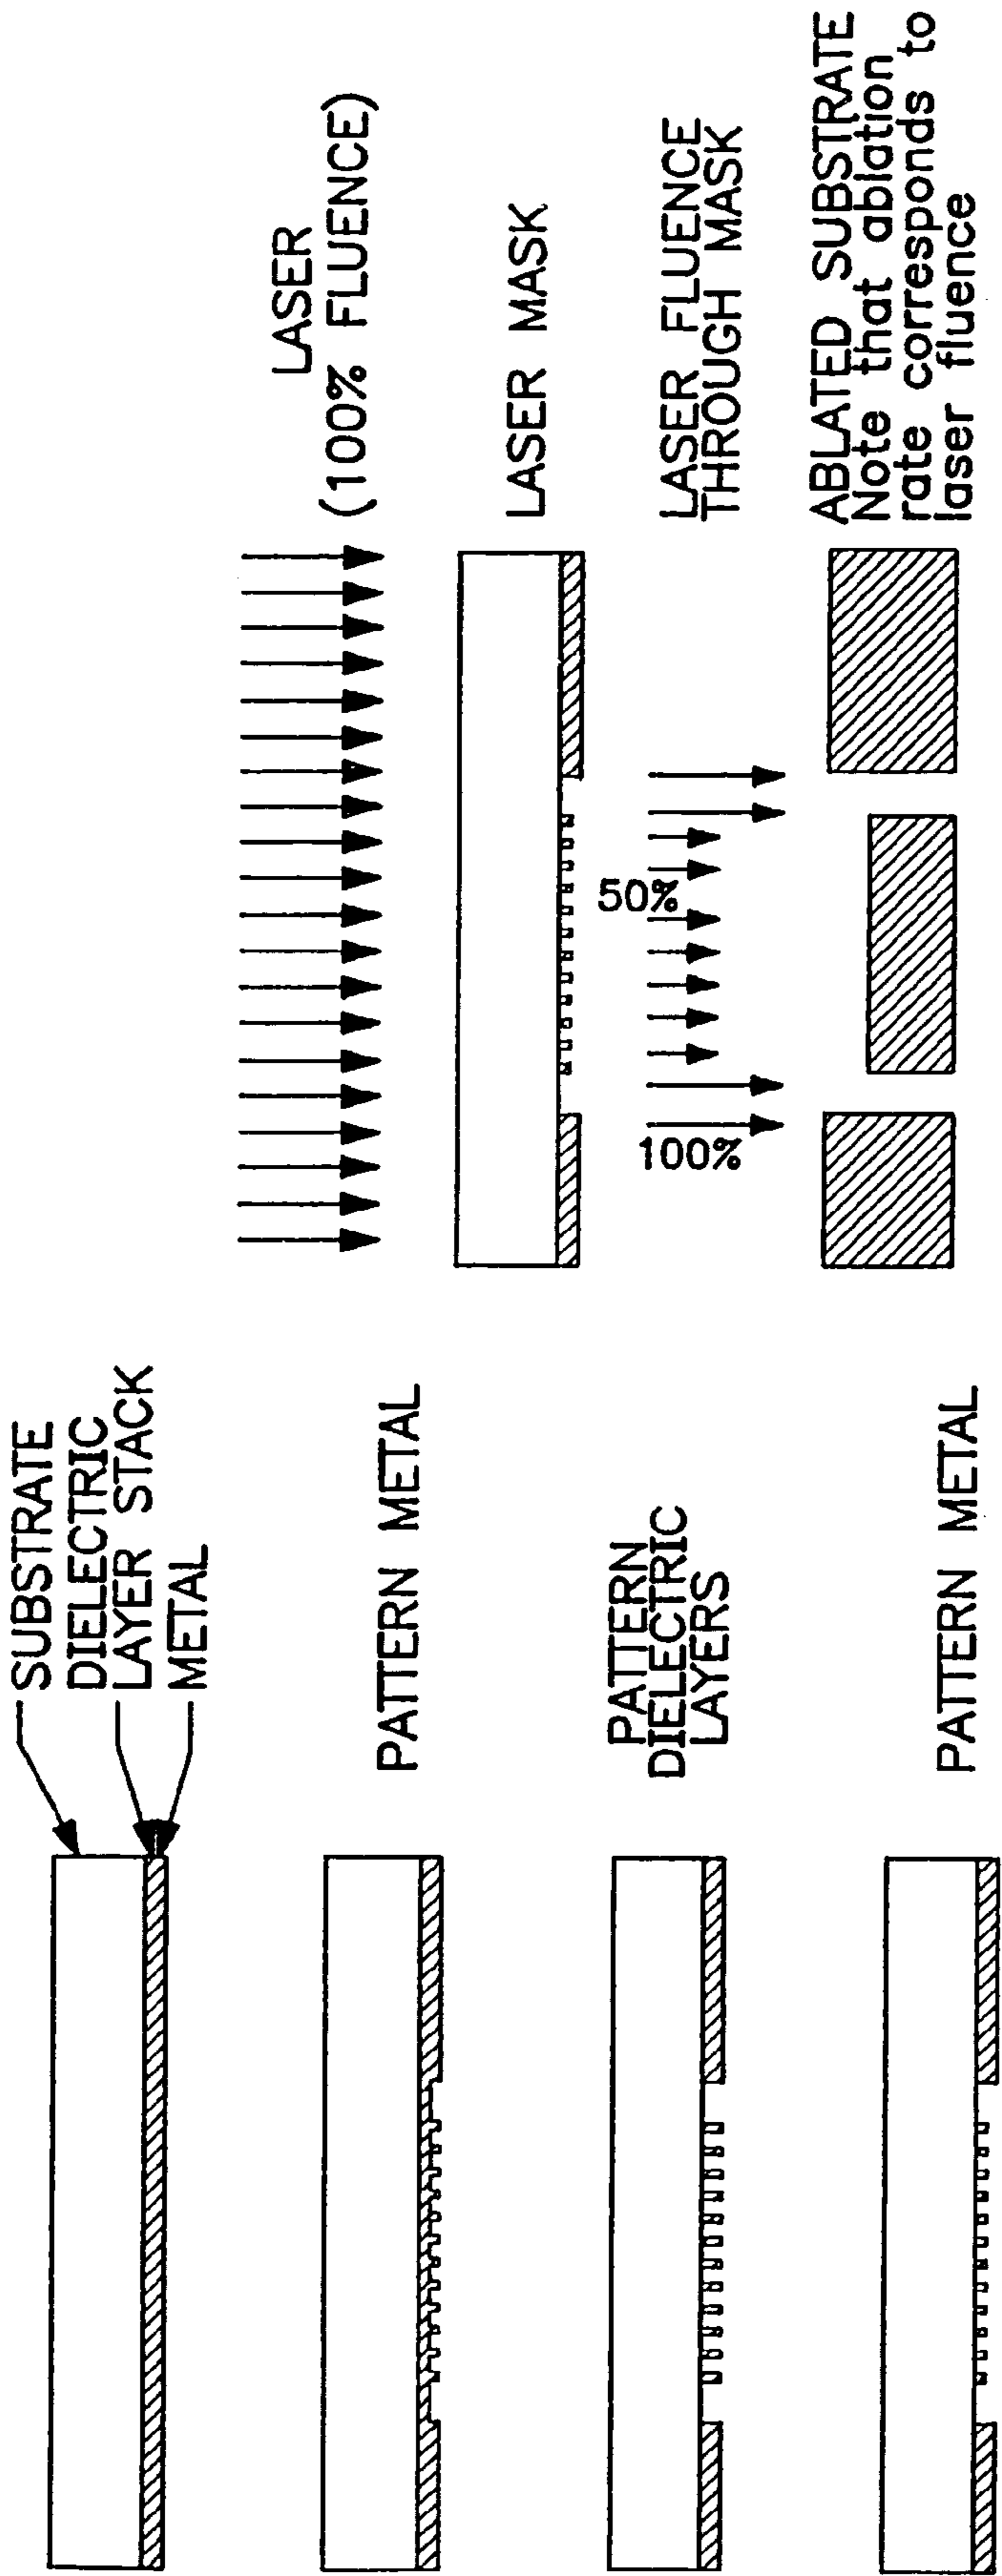 SUBSTRATE
DIELECTRIC
LAYER STACK
METAL
PATTERN METAL
PATTERN
DIELECTRIC
LAYERS
PATTERN METAL
LASER
(100% FLUENCE)
LASER MASK
50%
100%
LASER FLUENCE
THROUGH MASK
ABLATED SUBSTRATE
Note that ablation
rate corresponds to
laser fluence